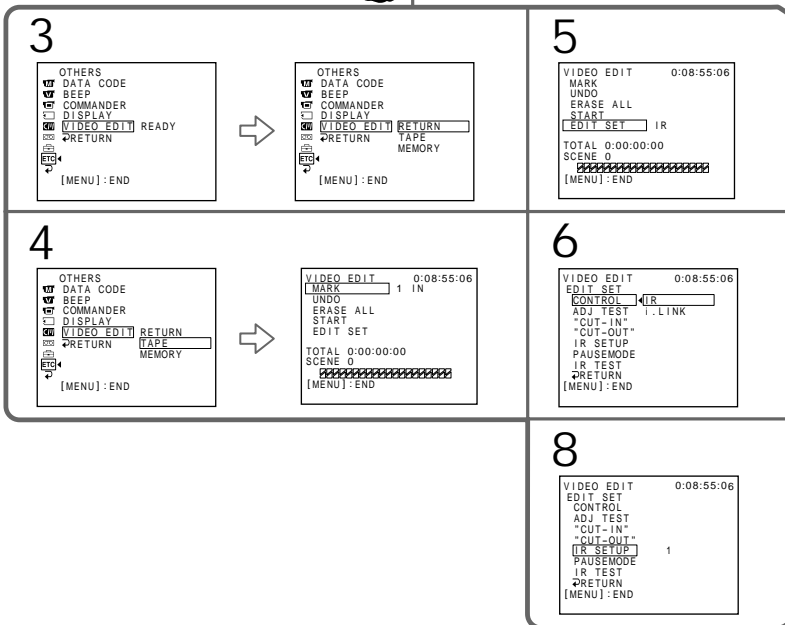 3
OTHERS
DATA CODE
BEEP
COMMANDER
DISPLAY
VIDEO EDIT READY
RETURN
ETC
[MENU] : END
OTHERS
DATA CODE
BEEP
COMMANDER
DISPLAY
VIDEO EDIT RETURN
RETURN TAPE
MEMORY
ETC
[MENU] : END
5
VIDEO EDIT 0:08:55:06
MARK
UNDO
ERASE ALL
START
EDIT SET IR
TOTAL 0:00:00:00
SCENE 0
[MENU] : END
4
OTHERS
DATA CODE
BEEP
COMMANDER
DISPLAY
VIDEO EDIT RETURN
RETURN TAPE
MEMORY
ETC
[MENU] : END
VIDEO EDIT 0:08:55:06
MARK 1 IN
UNDO
ERASE ALL
START
EDIT SET
TOTAL 0:00:00:00
SCENE 0
[MENU] : END
6
VIDEO EDIT 0:08:55:06
EDIT SET
CONTROL IR
ADJ TEST i.LINK
"CUT-IN"
"CUT-OUT"
IR SETUP
PAUSEMODE
IR TEST
RETURN
[MENU] : END
8
VIDEO EDIT 0:08:55:06
EDIT SET
CONTROL
ADJ TEST
"CUT-IN"
"CUT-OUT"
IR SETUP 1
PAUSEMODE
IR TEST
RETURN
[MENU] : END